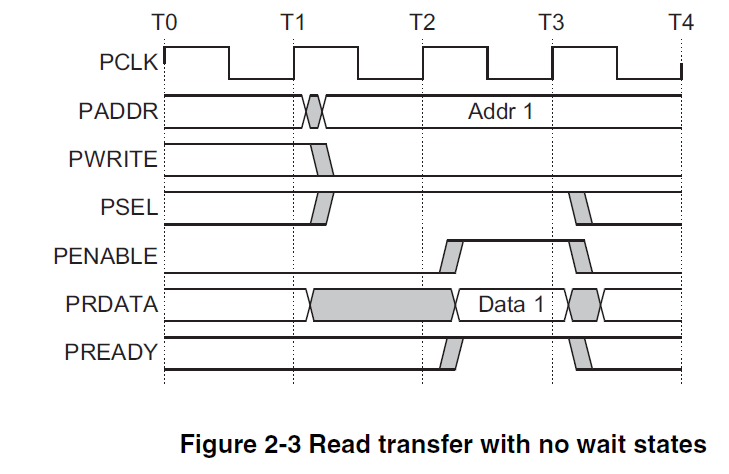 T0 T1 T2 T3 T4
PCLK
PADDR Addr 1
PWRITE
PSEL
PENABLE
PRDATA Data 1
PREADY
Figure 2-3 Read transfer with no wait states